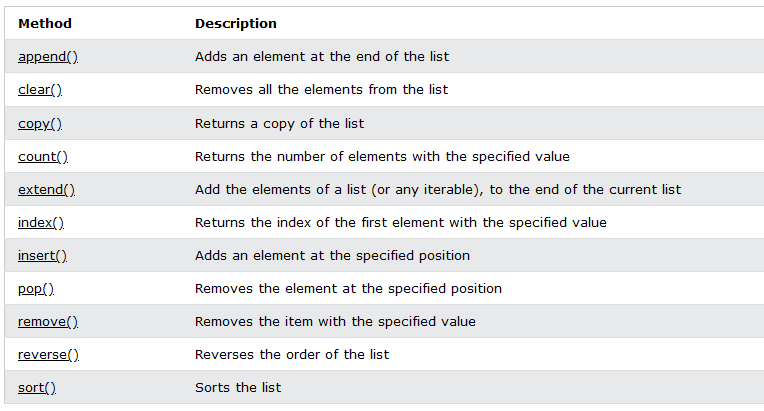 Method Description
append() Adds an element at the end of the list
clear() Removes all the elements from the list
copy() Returns a copy of the list
count() Returns the number of elements with the specified value
extend() Add the elements of a list (or any iterable), to the end of the current list
index() Returns the index of the first element with the specified value
insert() Adds an element at the specified position
pop() Removes the element at the specified position
remove() Removes the item with the specified value
reverse() Reverses the order of the list
sort() Sorts the list